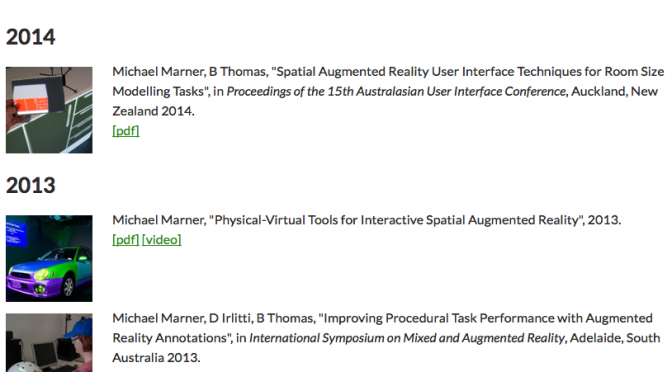 2014
Michael Marner, B Thomas, "Spatial Augmented Reality User Interface Techniques for Room Size
Modelling Tasks", in Proceedings of the 15th Australasian User Interface Conference, Auckland, New
Zealand 2014.
[pdf]
2013
Michael Marner, "Physical-Virtual Tools for Interactive Spatial Augmented Reality", 2013.
[pdf] [video]
Michael Marner, D Irlitti, B Thomas, "Improving Procedural Task Performance with Augmented
Reality Annotations", in International Symposium on Mixed and Augmented Reality, Adelaide, South
Australia 2013.